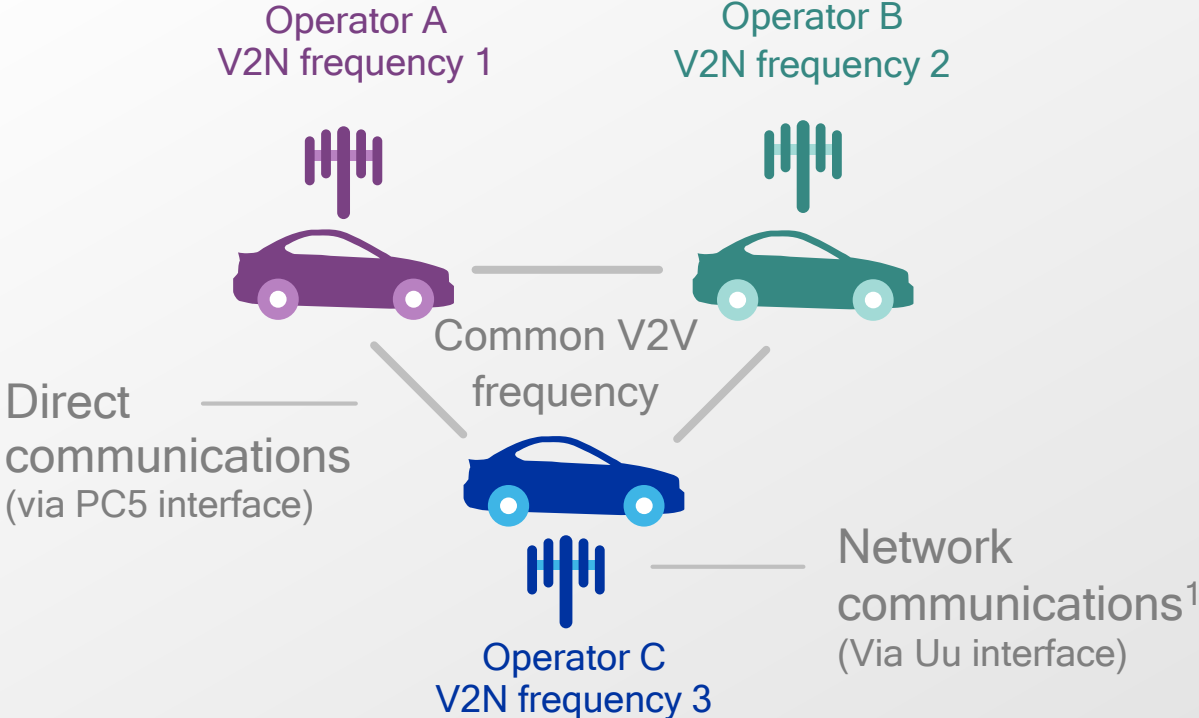 Operator A
V2N frequency 1
Operator B
V2N frequency 2
Common V2V
frequency
Direct
communications
(via PC5 interface)
Network
communications¹
(Via Uu interface)
Operator C
V2N frequency 3